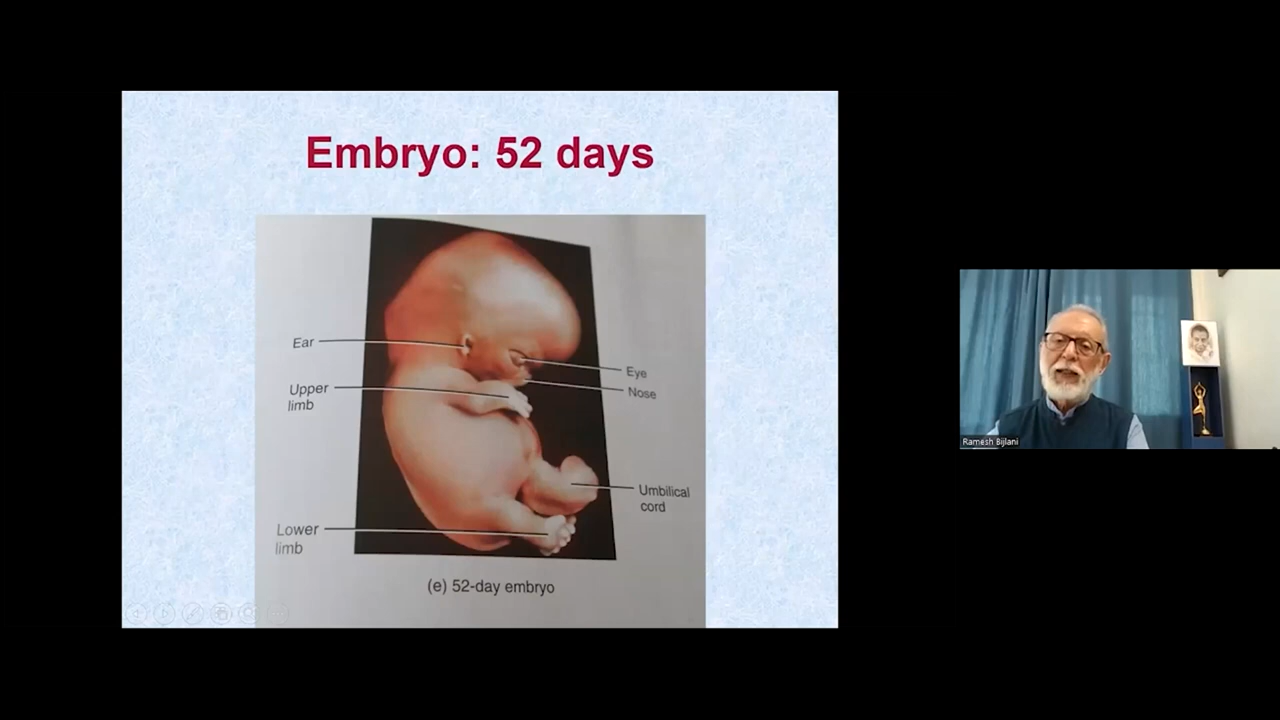 Embryo: 52 days
Ear
Upper
limb
Eye
Nose
Umbilical
cord
Lower
limb
(e) 52-day embryo
Ramesh Bijlani